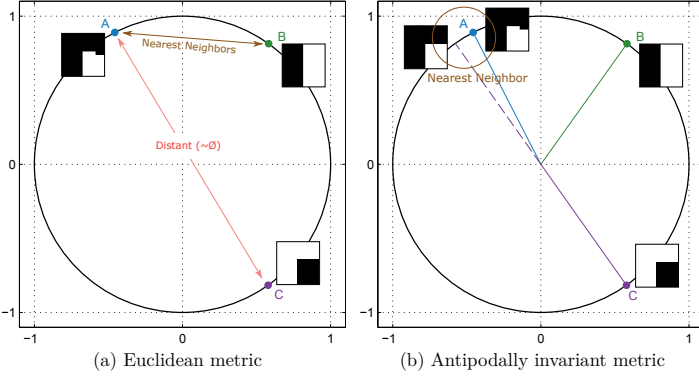 1
0
−1
−1
0
1
A
B
C
Nearest Neighbors
Distant (~Ø)
(a) Euclidean metric
1
0
−1
−1
0
1
A
B
C
Nearest Neighbor
(b) Antipodally invariant metric